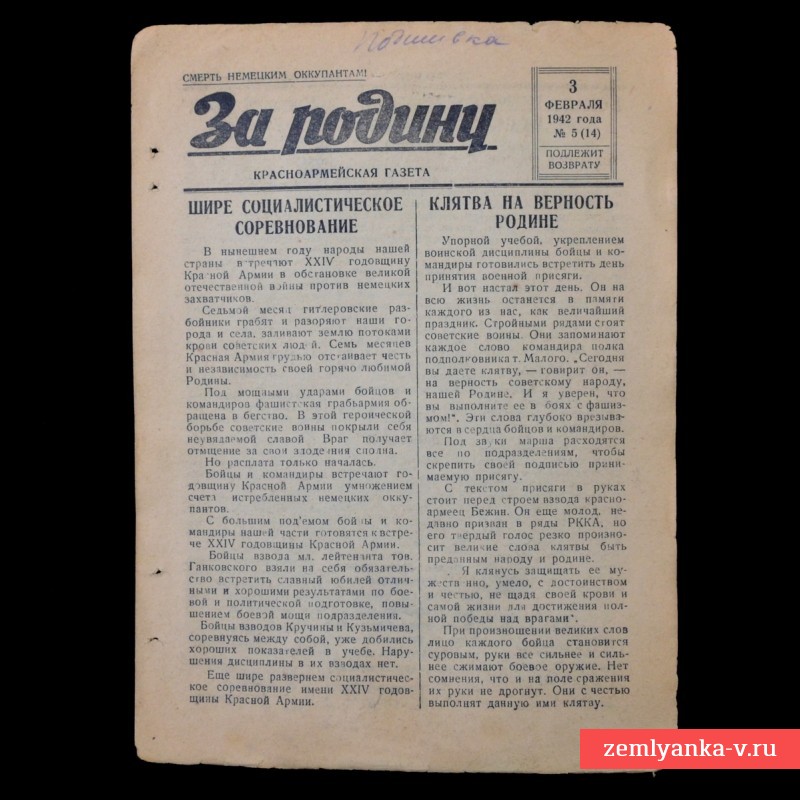 Подшивка
СМЕРТЬ НЕМЕЦКИМ ОККУПАНТАМ!
За родину
КРАСНОАРМЕЙСКАЯ ГАЗЕТА
3
ФЕВРАЛЯ
1942 года
№ 5 (14)
ПОДЛЕЖИТ
ВОЗВРАТУ
ШИРЕ СОЦИАЛИСТИЧЕСКОЕ
СОРЕВНОВАНИЕ
В нынешнем году народы нашей
страны встречают XXIV годовщину
Красной Армии в обстановке великой
отечественной войны против немецких
захватчиков.
Седьмой месяц гитлеровские раз-
бойники грабят и разоряют наши го-
рода и села, заливают землю потоками
крови советских людей. Семь месяцев
Красная Армия грудью отстаивает честь
и независимость своей горячо любимой
Родины.
Под мощными ударами бойцов и
командиров фашистская грабьармия об-
ращена в бегство. В этой героической
борьбе советские воины покрыли себя
неувядаемой славой Враг получает
отмщение за свои злодеяния сполна.
Но расплата только началась.
Бойцы и командиры встречают го-
довщину Красной Армии умножением
счета истребленных немецких окку-
пантов.
С большим под'емом бойцы и ко-
мандиры нашей части готовятся к встре-
че XXIV годовщины Красной Армии.
Бойцы взвода мл. лейтенанта тов.
Ганковского взяли на себя обязатель-
ство встретить славный юбилей отлич-
ными и хорошими результатами по бое-
вой и политической подготовке, повы-
шением боевой мощи подразделения.
Бойцы взводов Кручины и Кузьмичева,
соревнуясь между собой, уже добились
хороших показателей в учебе. Нару-
шения дисциплины в их взводах нет.
Еще шире развернем социалистичес-
кое соревнование имени XXIV годов-
щины Красной Армии.
КЛЯТВА НА ВЕРНОСТЬ
РОДИНЕ
Упорной учебой, укреплением
воинской дисциплины бойцы и ко-
мандиры готовились встретить день
принятия военной присяги.
И вот настал этот день. Он на
всю жизнь останется в памяти
каждого из нас, как величайший
праздник. Стройными рядами стоят
советские воины. Они запоминают
каждое слово командира полка
подполковника т. Малого. „Сегодня
вы даете клятву, — говорит он, —
на верность советскому народу,
нашей Родине. И я уверен, что
вы выполните ее в боях с фашиз-
мом!“. Эти слова глубоко врезывают-
ются в сердца бойцов и командиров.
Под звуки марша расходятся
все по подразделениям, чтобы
скрепить своей подписью прини-
маемую присягу.
С текстом присяги в руках
стоит перед строем взвода красно-
армеец Бежин. Он еще молод, не-
давно призван в ряды РККА, но
его твердый голос резко произно-
сит великие слова клятвы быть
преданным народу и родине.
„Я клянусь защищать ее му-
жественно, умело, с достоинством
и честью, не щадя своей крови и
самой жизни для достижения пол-
ной победы над врагами“.
При произношении великих слов
лицо каждого бойца становится
суровым, руки все сильнее и силь-
нее сжимают боевое оружие. Нет
сомнения, что и на поле сражения
их руки не дрогнут. Они с честью
выполнят данную ими клятву.
zemlyanka-v.ru